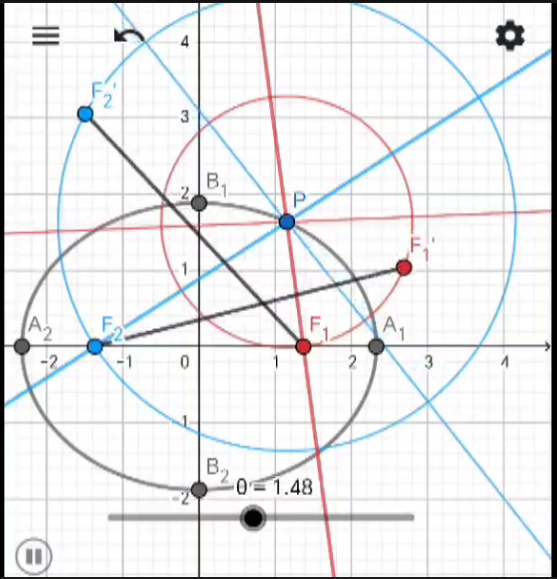 4
F₂'
3
2
B₁
P
F₁'
1
A₂
F₂
F₁
A₁
-2
-1
0
1
2
3
4
-1
B₂
-2
θ = 1.48